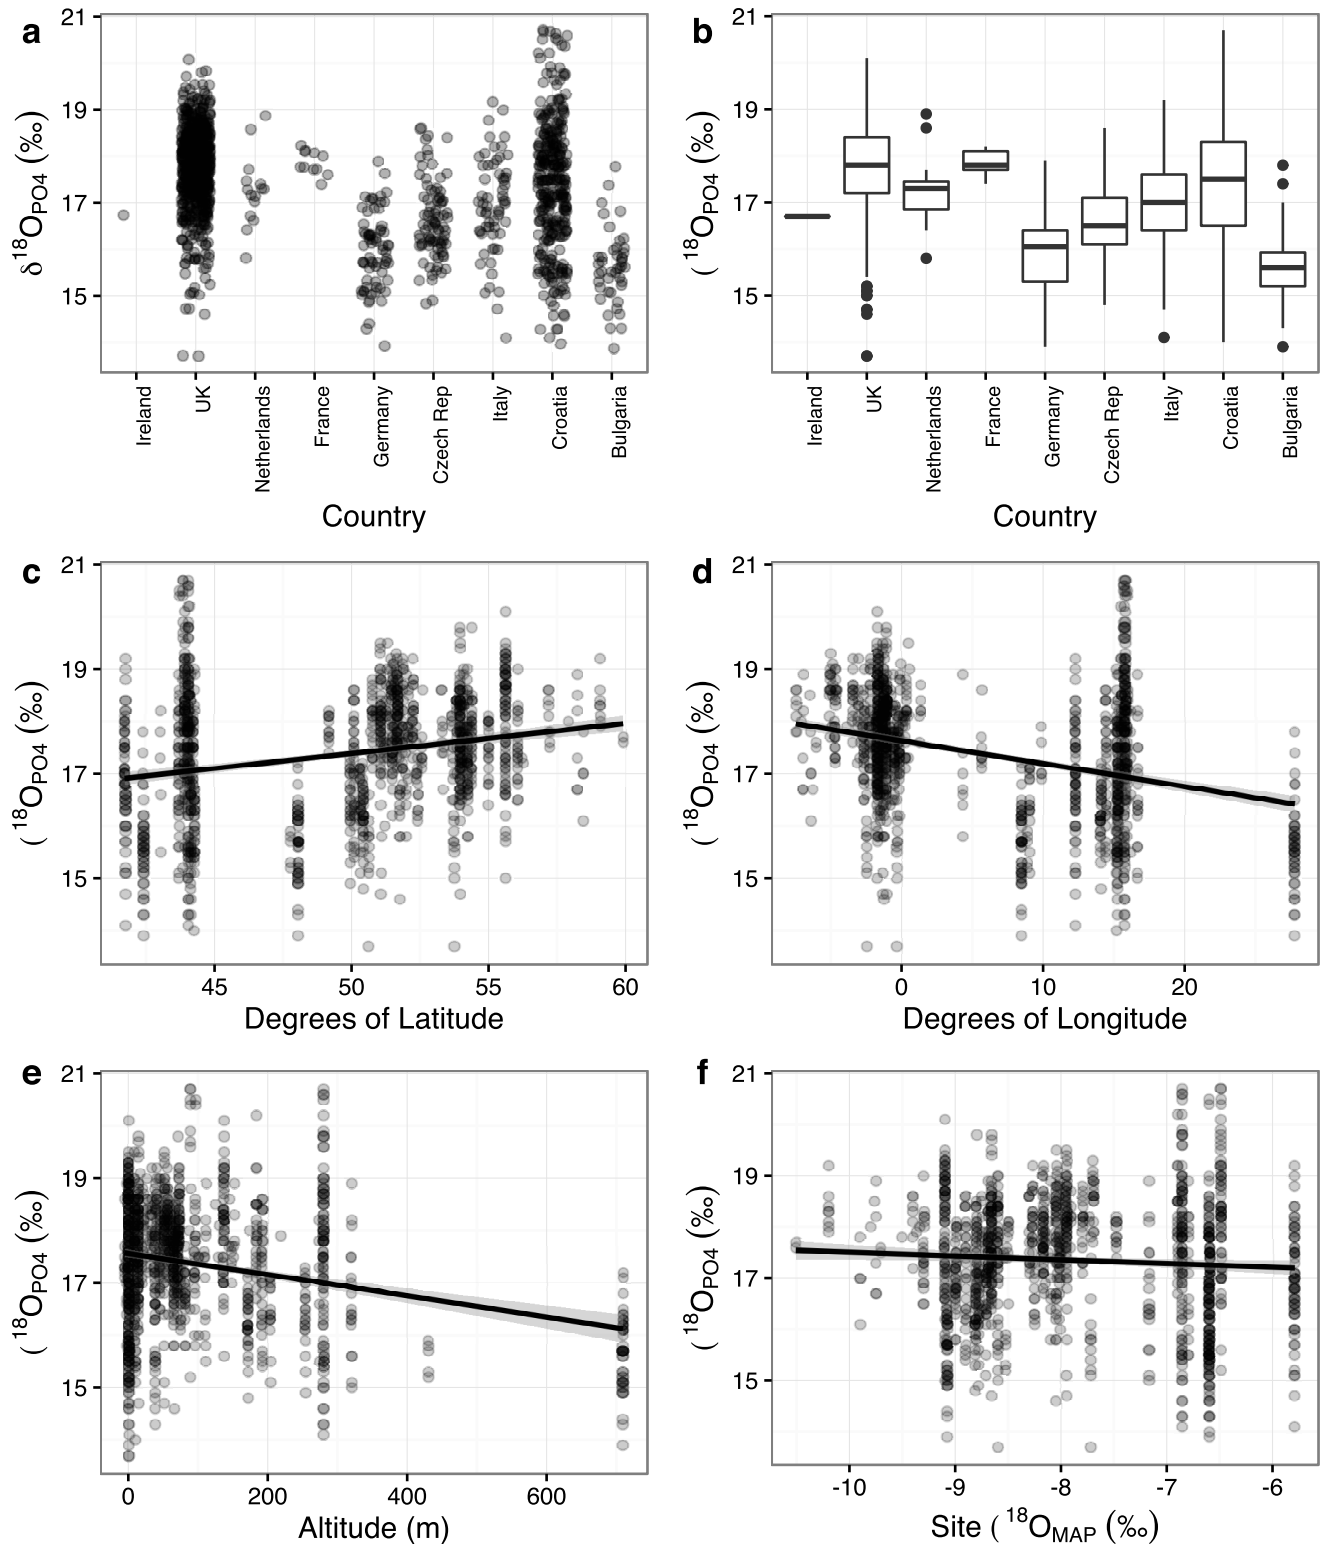 a
21
19
17
15
δ18OPO4 (‰)
Ireland
UK
Netherlands
France
Germany
Czech Rep
Italy
Croatia
Bulgaria
Country
b
21
19
17
15
( 18OPO4 (‰)
Ireland
UK
Netherlands
France
Germany
Czech Rep
Italy
Croatia
Bulgaria
Country
c
21
19
17
15
( 18OPO4 (‰)
45 50 55 60
Degrees of Latitude
d
21
19
17
15
( 18OPO4 (‰)
0 10 20
Degrees of Longitude
e
21
19
17
15
( 18OPO4 (‰)
0 200 400 600
Altitude (m)
f
21
19
17
15
( 18OPO4 (‰)
-10 -9 -8 -7 -6
Site ( 18OMAP (‰)